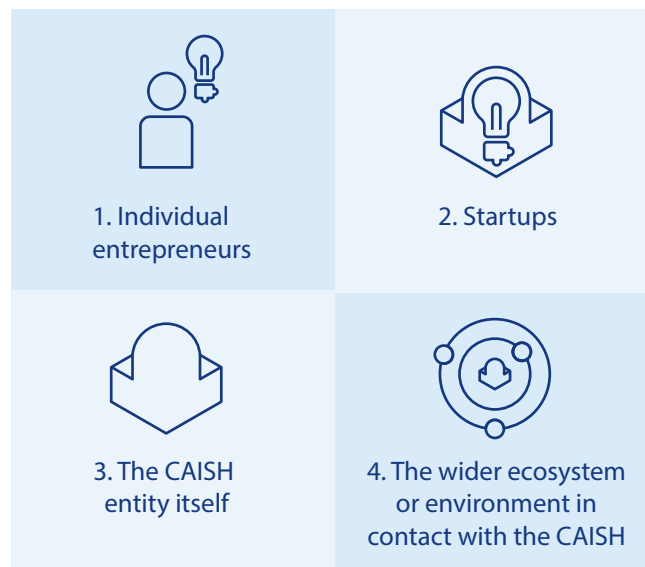 1. Individual
entrepreneurs
2. Startups
3. The CAISH
entity itself
4. The wider ecosystem
or environment in
contact with the CAISH